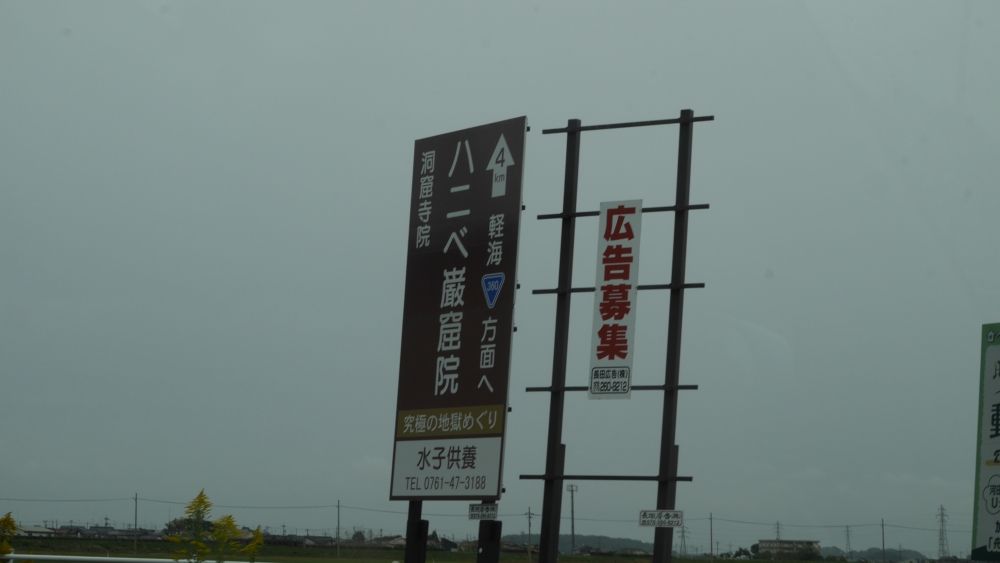 4
km
軽海
360
方面へ
ハニベ巌窟院
洞窟寺院
究極の地獄めぐり
水子供養
TEL 0761-47-3188
広告募集
長田広告(株)
260-8212